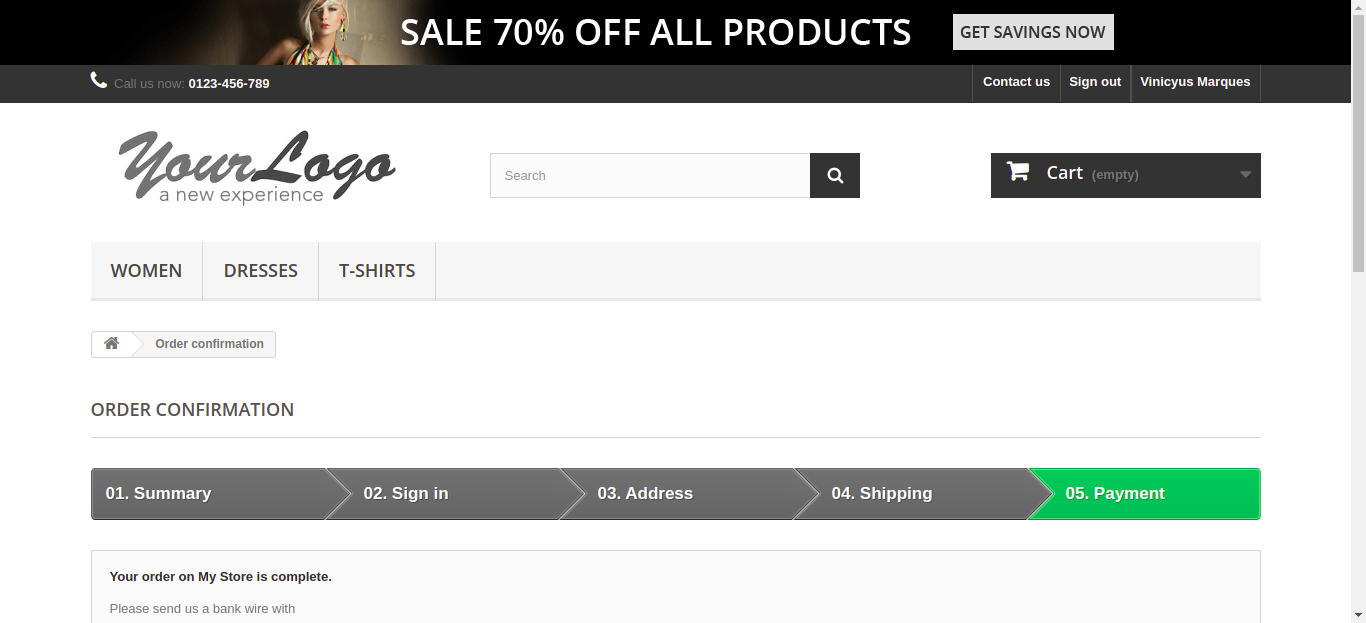 SALE 70% OFF ALL PRODUCTS GET SAVINGS NOW
Call us now: 0123-456-789 Contact us Sign out Vinicyus Marques
Your Logo
a new experience
Search
Cart (empty)
WOMEN DRESSES T-SHIRTS
Order confirmation
ORDER CONFIRMATION
01. Summary 02. Sign in 03. Address 04. Shipping 05. Payment
Your order on My Store is complete.
Please send us a bank wire with